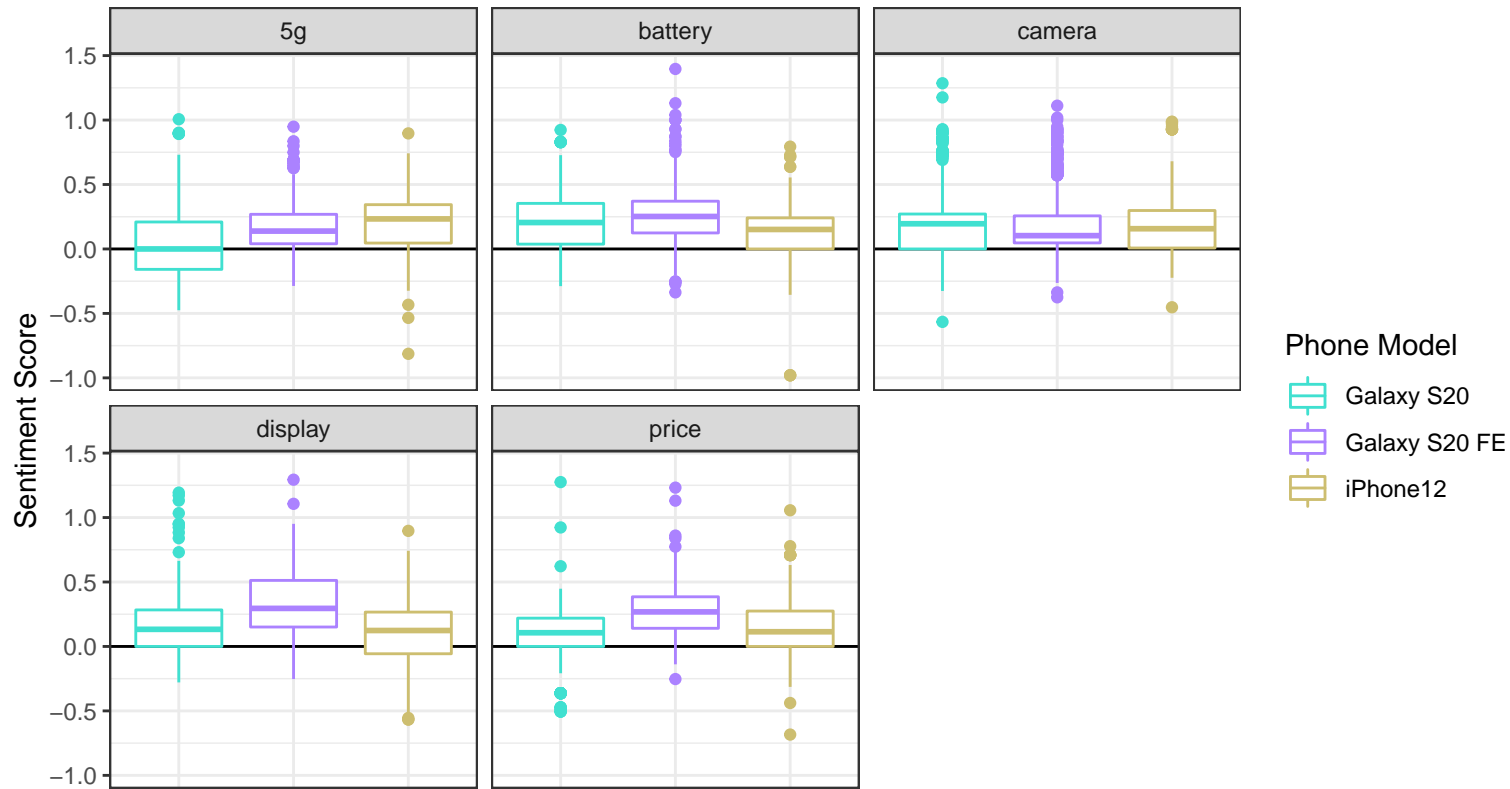 5g battery camera
1.5
1.0
0.5
0.0
−0.5
−1.0
display price
1.5
1.0
0.5
0.0
−0.5
−1.0
Sentiment Score
Phone Model
Galaxy S20
Galaxy S20 FE
iPhone12